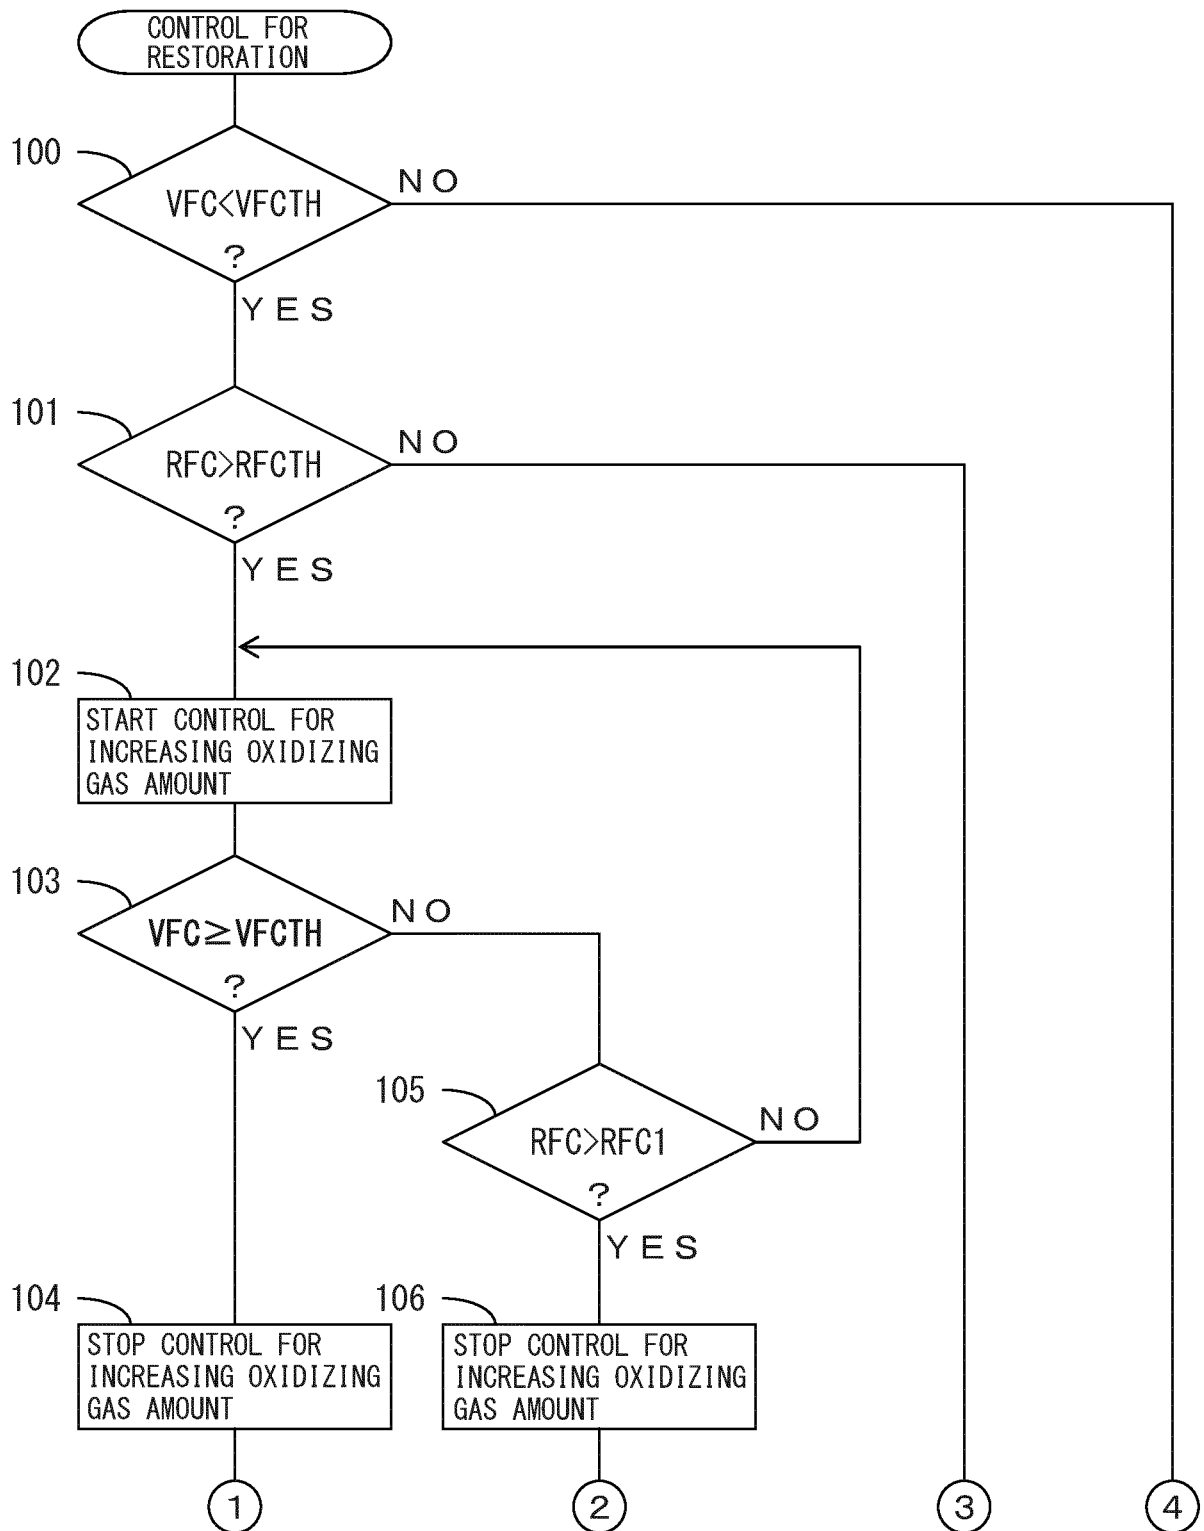 CONTROL FOR
RESTORATION
100
VFC<VFCTH
?
NO
YES
101
RFC>RFCTH
?
NO
YES
102
START CONTROL FOR
INCREASING OXIDIZING
GAS AMOUNT
103
VFC≧VFCTH
?
NO
YES
105
RFC>RFC1
?
NO
YES
104
STOP CONTROL FOR
INCREASING OXIDIZING
GAS AMOUNT
106
STOP CONTROL FOR
INCREASING OXIDIZING
GAS AMOUNT
1
2
3
4